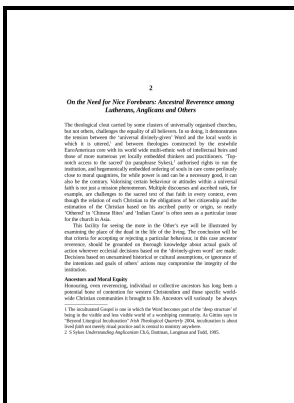 2
On the Need for Nice Forebears: Ancestral Reverence among
Lutherans, Anglicans and Others
The theological clout carried by some clusters of universally organised churches,
but not others, challenges the equality of all believers. In so doing, it demonstrates
the tension between the ‘universal divinely-given’ Word and the local words in
which it is uttered,¹ and between theologies constructed by the erstwhile
EuroAmerican core with its world wide multi-ethnic web of intellectual heirs and
those of more numerous yet locally embedded thinkers and practitioners. ‘Top-
notch access to the sacred’ (to paraphrase Sykes),² authorised rights to run the
institution, and hegemonically embedded ordering of souls in care come perilously
close to moral quagmires, for while power is and can be a necessary good, it can
also be the contrary. Valorising certain behaviour or attitudes within a universal
faith is not just a mission phenomenon. Multiple discourses and ascribed rank, for
example, are challenges to the sacred text of that faith in every context, even
though the relation of each Christian to the obligations of her citizenship and the
estimation of the Christian based on his ascribed purity or origin, so neatly
‘Othered’ in ‘Chinese Rites’ and ‘Indian Caste’ is often seen as a particular issue
for the church in Asia.
This facility for seeing the mote in the Other's eye will be illustrated by
examining the place of the dead in the life of the living. The conclusion will be
that criteria for accepting or rejecting a particular behaviour, in this case ancestor
reverence, should be grounded on thorough knowledge about actual goals of
action wherever ecclesial decisions based on the ‘divinely-given word’ are made.
Decisions based on unexamined historical or cultural assumptions, or ignorance of
the intentions and goals of others' actions may compromise the integrity of the
institution.
Ancestors and Moral Equity
Honouring, even reverencing, individual or collective ancestors has long been a
potential bone of contention for western Christendom and those specific world-
wide Christian communities it brought to life. Ancestors will variously be always
1 The inculturated Gospel is one in which the Word becomes part of the ‘deep structure’ of
being in the visible and less visible world of a worshiping community. As Gittins says in
“Beyond Liturgical Inculturation” Irish Theological Quarterly 2004, inculturation is about
lived faith not merely ritual practice and is central to ministry anywhere.
2 S Sykes Understanding Anglicanism Ch6, Dortman, Longman and Todd, 1995.